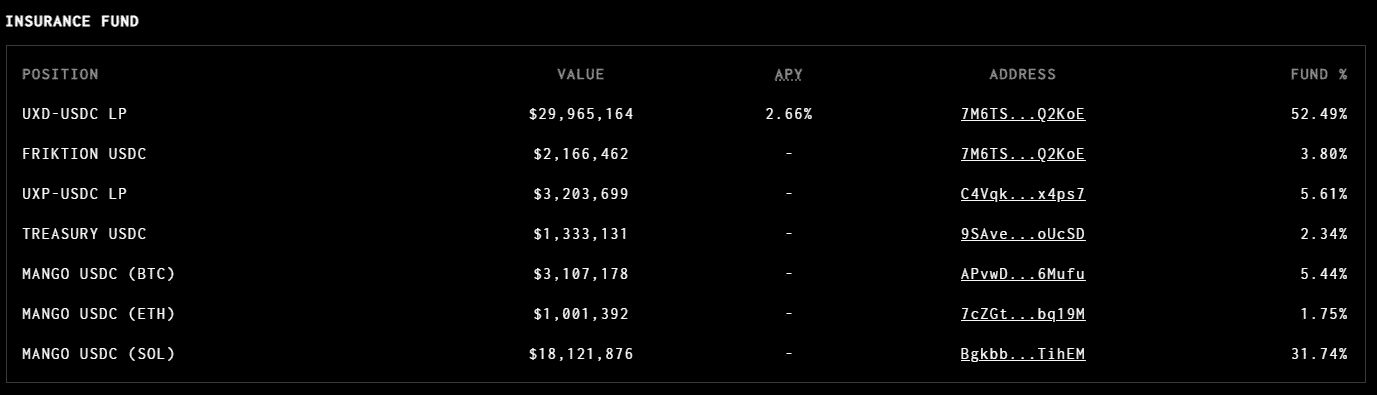 INSURANCE FUND
POSITION VALUE APY ADDRESS FUND %
UXD-USDC LP $29,965,164 2.66% 7M6TS...Q2KoE 52.49%
FRIKTION USDC $2,166,462 - 7M6TS...Q2KoE 3.80%
UXP-USDC LP $3,203,699 - C4Vqk...x4ps7 5.61%
TREASURY USDC $1,333,131 - 9SAve...oUcSD 2.34%
MANGO USDC (BTC) $3,107,178 - APvwD...6Mufu 5.44%
MANGO USDC (ETH) $1,001,392 - 7cZGt...bq19M 1.75%
MANGO USDC (SOL) $18,121,876 - Bgkbb...TihEM 31.74%